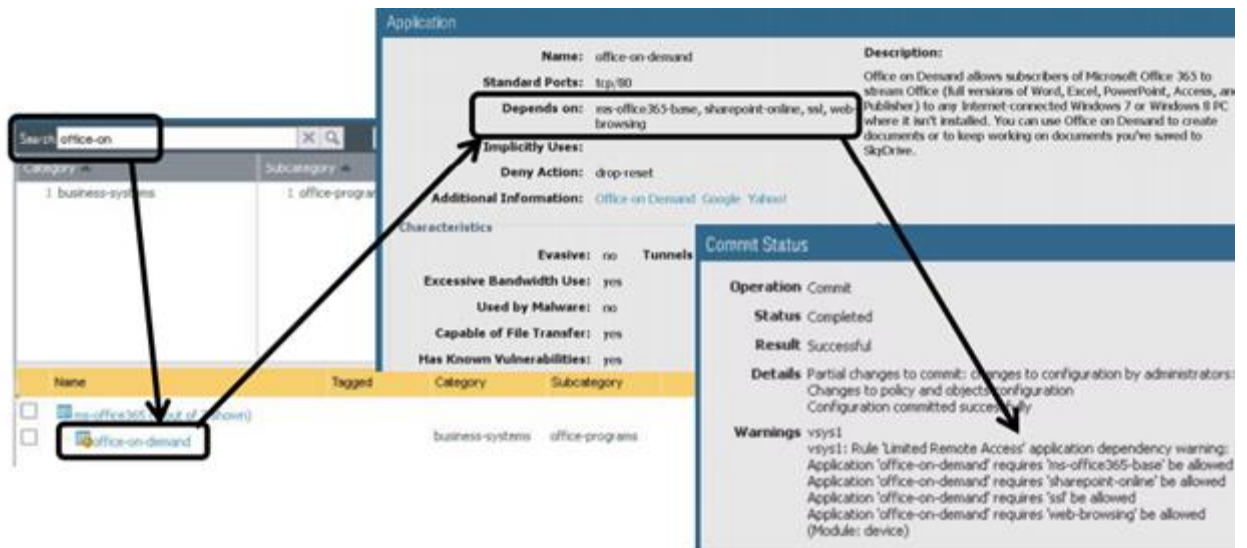 Application
Name: office-on-demand
Standard Ports: tcp/80
Depends on: ms-office365-base, sharepoint-online, ssl, web-
browsing
Implicitly Uses:
Deny Action: drop-reset
Additional Information: Office on Demand Google Yahoo!
Characteristics
Evasive: no Tunnels
Excessive Bandwidth Use: yes
Used by Malware: no
Capable of File Transfer: yes
Has Known Vulnerabilities: yes
Description:
Office on Demand allows subscribers of Microsoft Office 365 to
stream Office (full versions of Word, Excel, PowerPoint, Access, and
Publisher) to any Internet-connected Windows 7 or Windows 8 PC
where it isn't installed. You can use Office on Demand to create
documents or to keep working on documents you've saved to
SkyDrive.
Search office-on
Category Subcategory
1 business-systems 1 office-program
Name Tagged Category Subcategory
ms-office365 out of shown)
office-on-demand business-systems office-programs
Commit Status
Operation Commit
Status Completed
Result Successful
Details Partial changes to commit: changes to configuration by administrators:
Changes to policy and objects configuration
Configuration committed successfully
Warnings vsys1
vsys1: Rule 'Limited Remote Access' application dependency warning:
Application 'office-on-demand' requires 'ms-office365-base' be allowed
Application 'office-on-demand' requires 'sharepoint-online' be allowed
Application 'office-on-demand' requires 'ssl' be allowed
Application 'office-on-demand' requires 'web-browsing' be allowed
(Module: device)